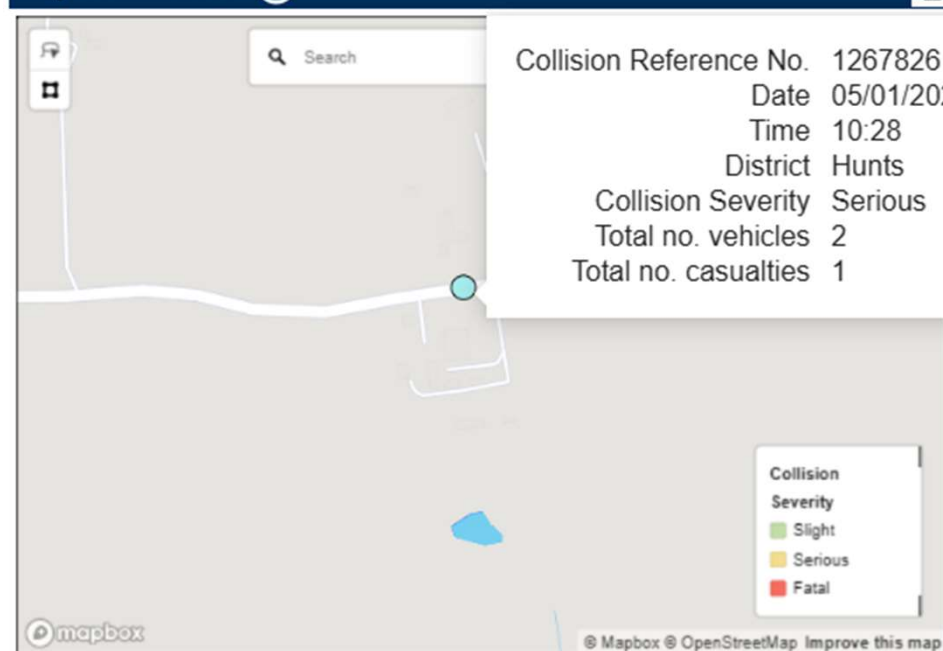 Search
Collision Reference No. 1267826
Date 05/01/202
Time 10:28
District Hunts
Collision Severity Serious
Total no. vehicles 2
Total no. casualties 1
Collision
Severity
Slight
Serious
Fatal
mapbox
© Mapbox © OpenStreetMap Improve this map